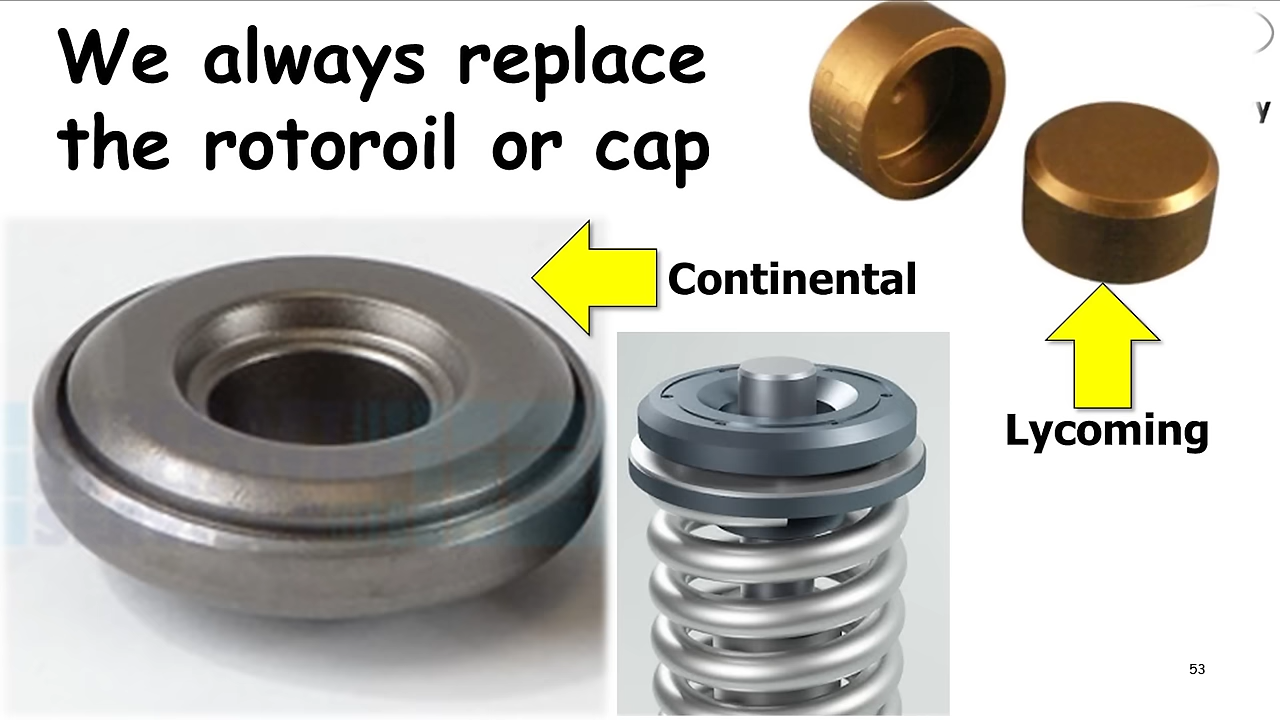 We always replace
the rotoroil or cap
y
Continental
Lycoming
53